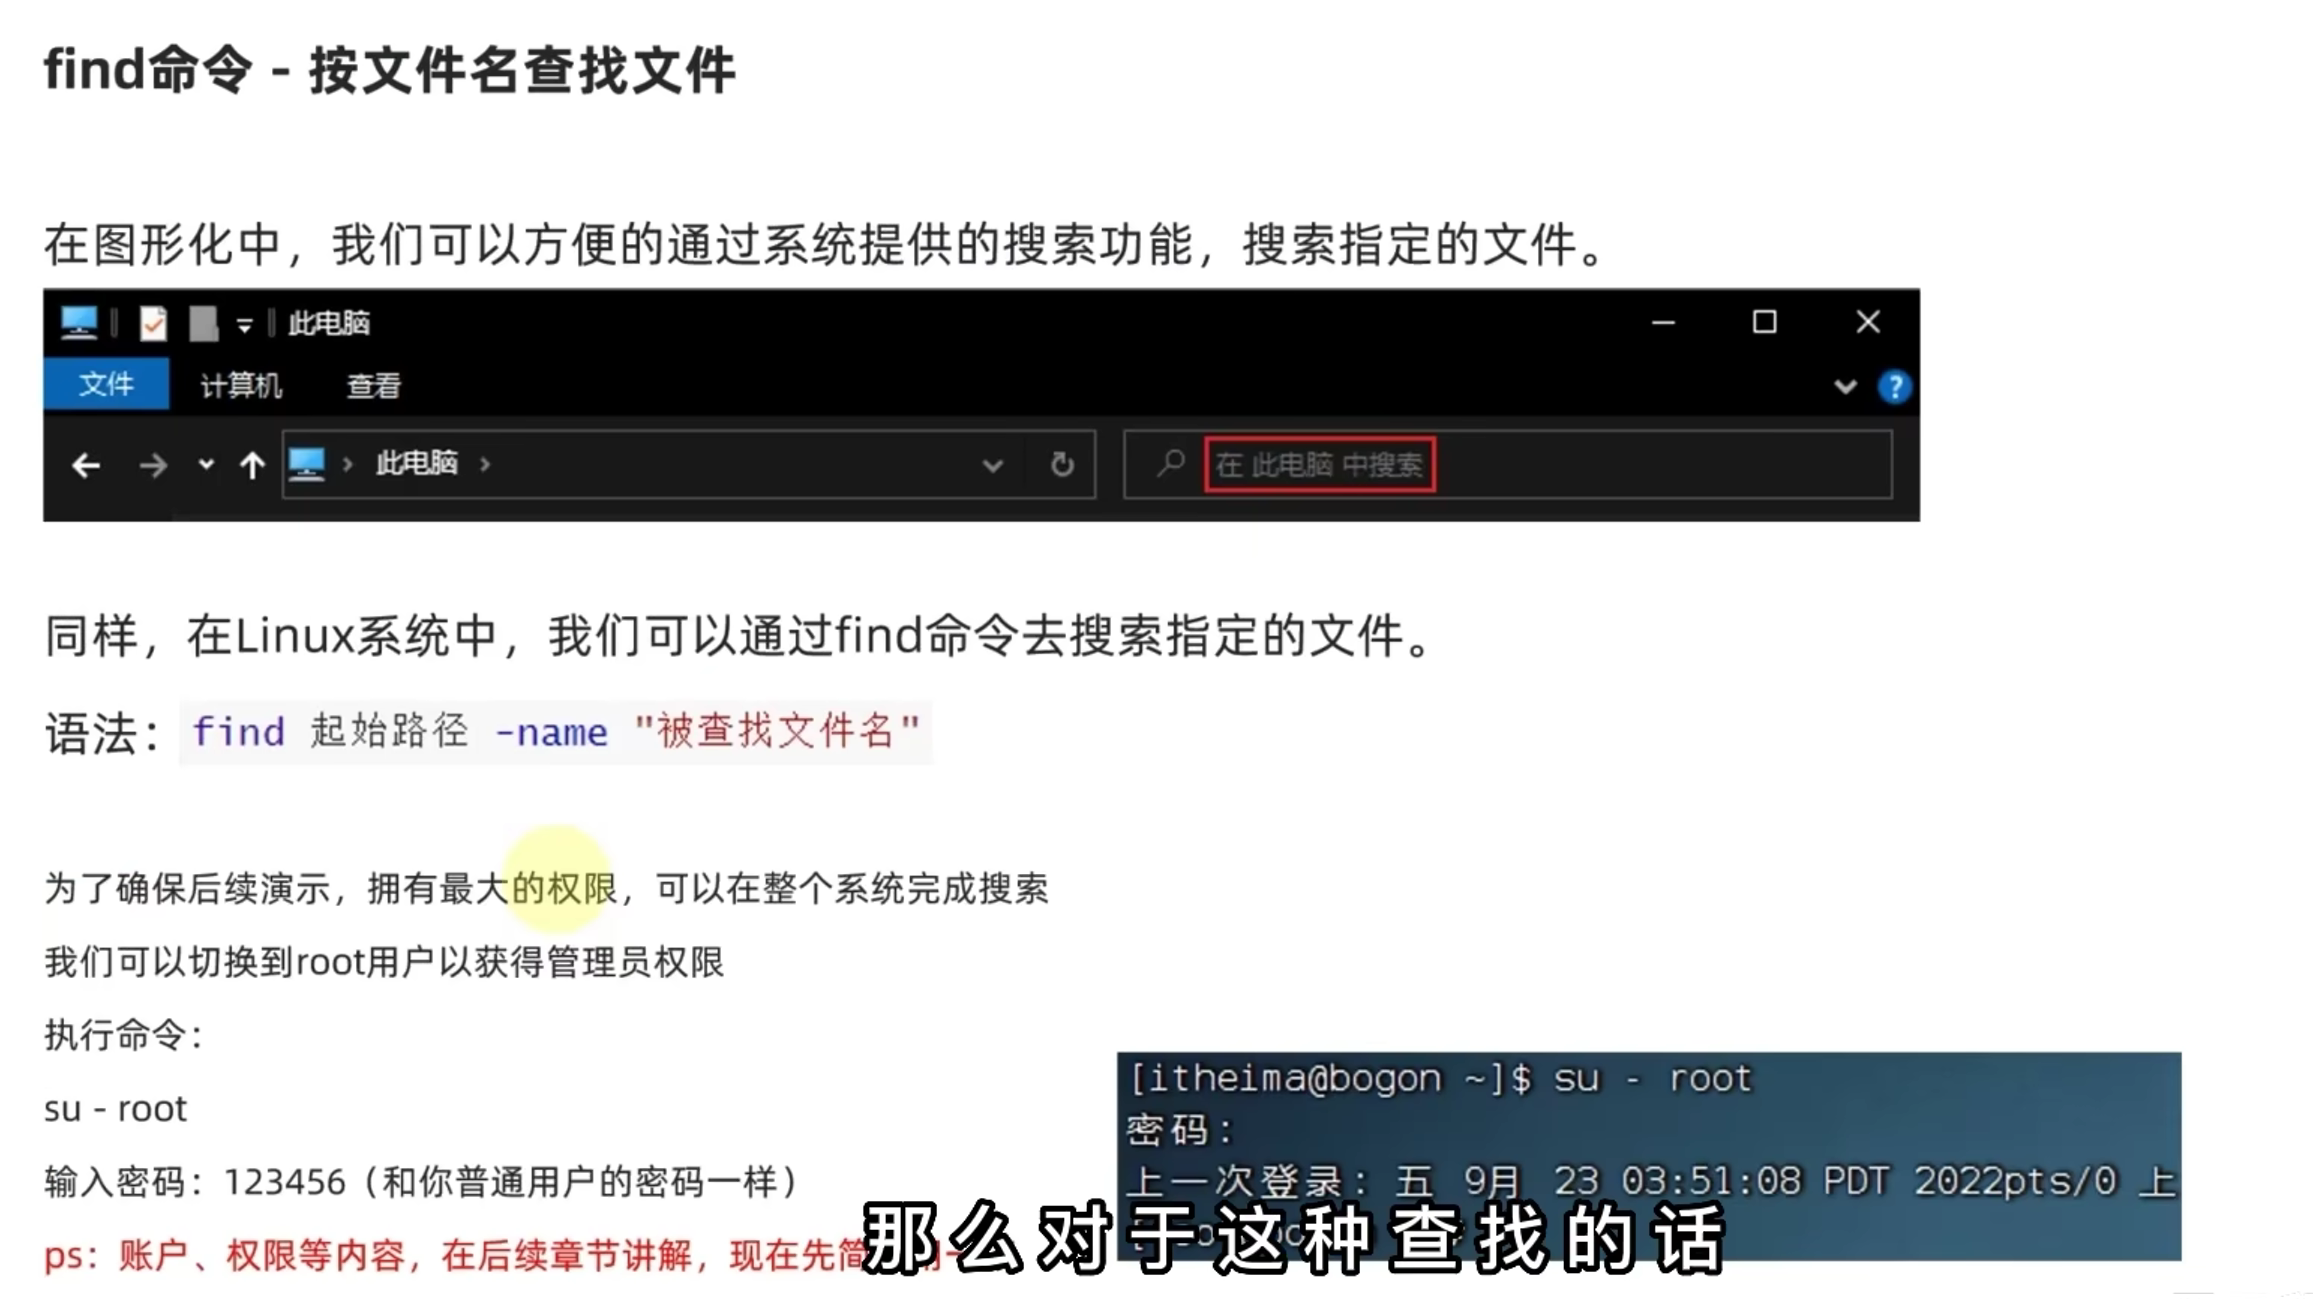 find命令 - 按文件名查找文件
在图形化中，我们可以方便的通过系统提供的搜索功能，搜索指定的文件。
此电脑
文件 计算机 查看
此电脑 在 此电脑 中搜索
同样，在Linux系统中，我们可以通过find命令去搜索指定的文件。
语法：find 起始路径 -name "被查找文件名"
为了确保后续演示，拥有最大的权限，可以在整个系统完成搜索
我们可以切换到root用户以获得管理员权限
执行命令：
su - root
输入密码：123456（和你普通用户的密码一样）
ps：账户、权限等内容，在后续章节讲解，现在先简
[itheima@bogon ~]$ su - root
密码：
上一次登录：五 9月 23 03:51:08 PDT 2022pts/0 上
那么对于这种查找的话